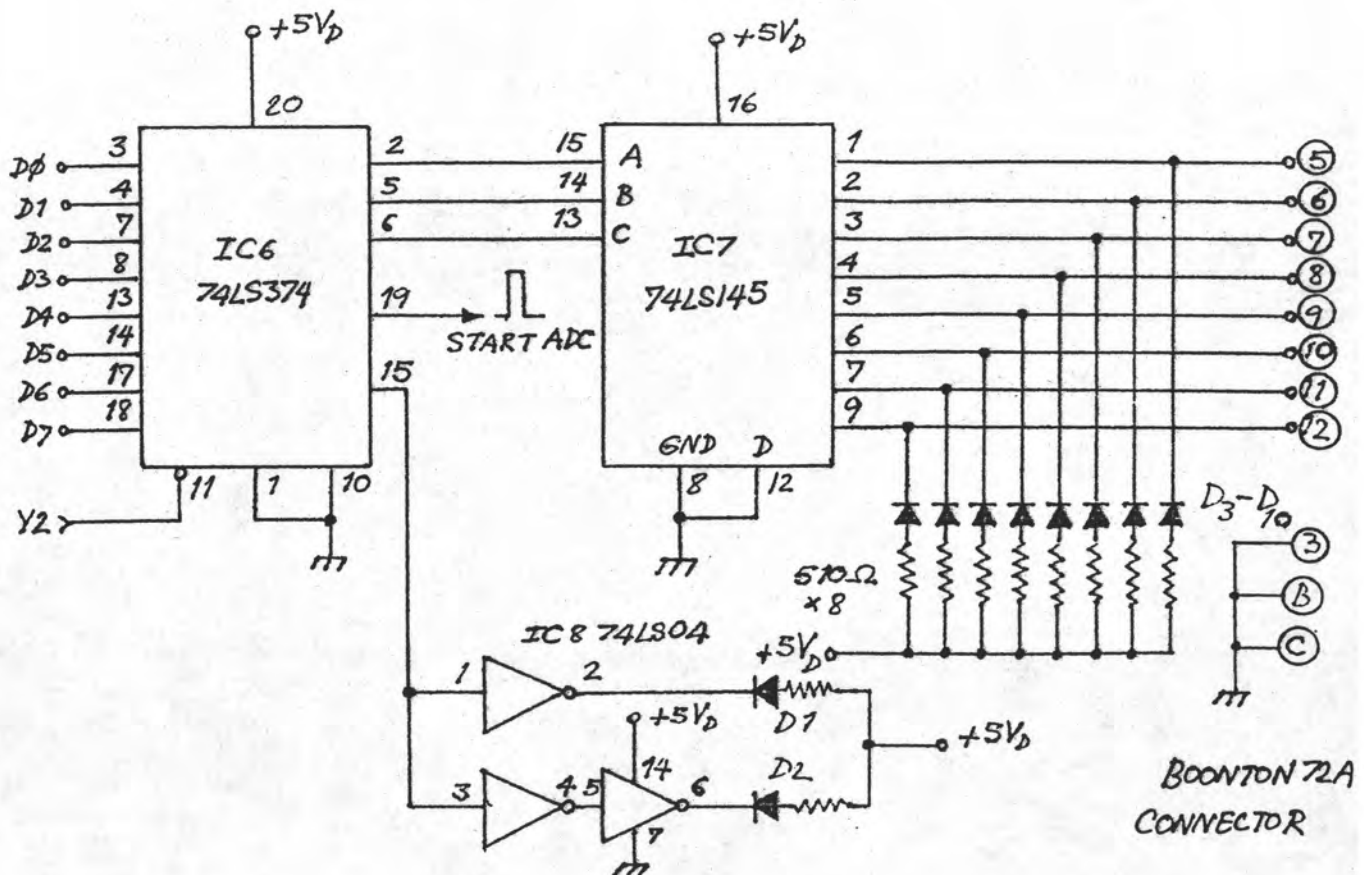 +5VD
+5VD
20
16
D0 3
2 15 A
1 5
D1 4
5 14 B
2 6
D2 7
6 13 C
3 7
IC6
74LS374
IC7
74LS145
D3 8
4 8
D4 13
19
START ADC
5 9
D5 14
6 10
D6 17
15
7 11
D7 18
9 12
GND D
11 1 10
8 12
Y2
D3-D10
510Ω
x8
3
B
C
IC8 74LS04
+5VD
1 2
D1
+5VD
+5VD
3 4 5 14 6
7
D2
BOONTON 72A
CONNECTOR